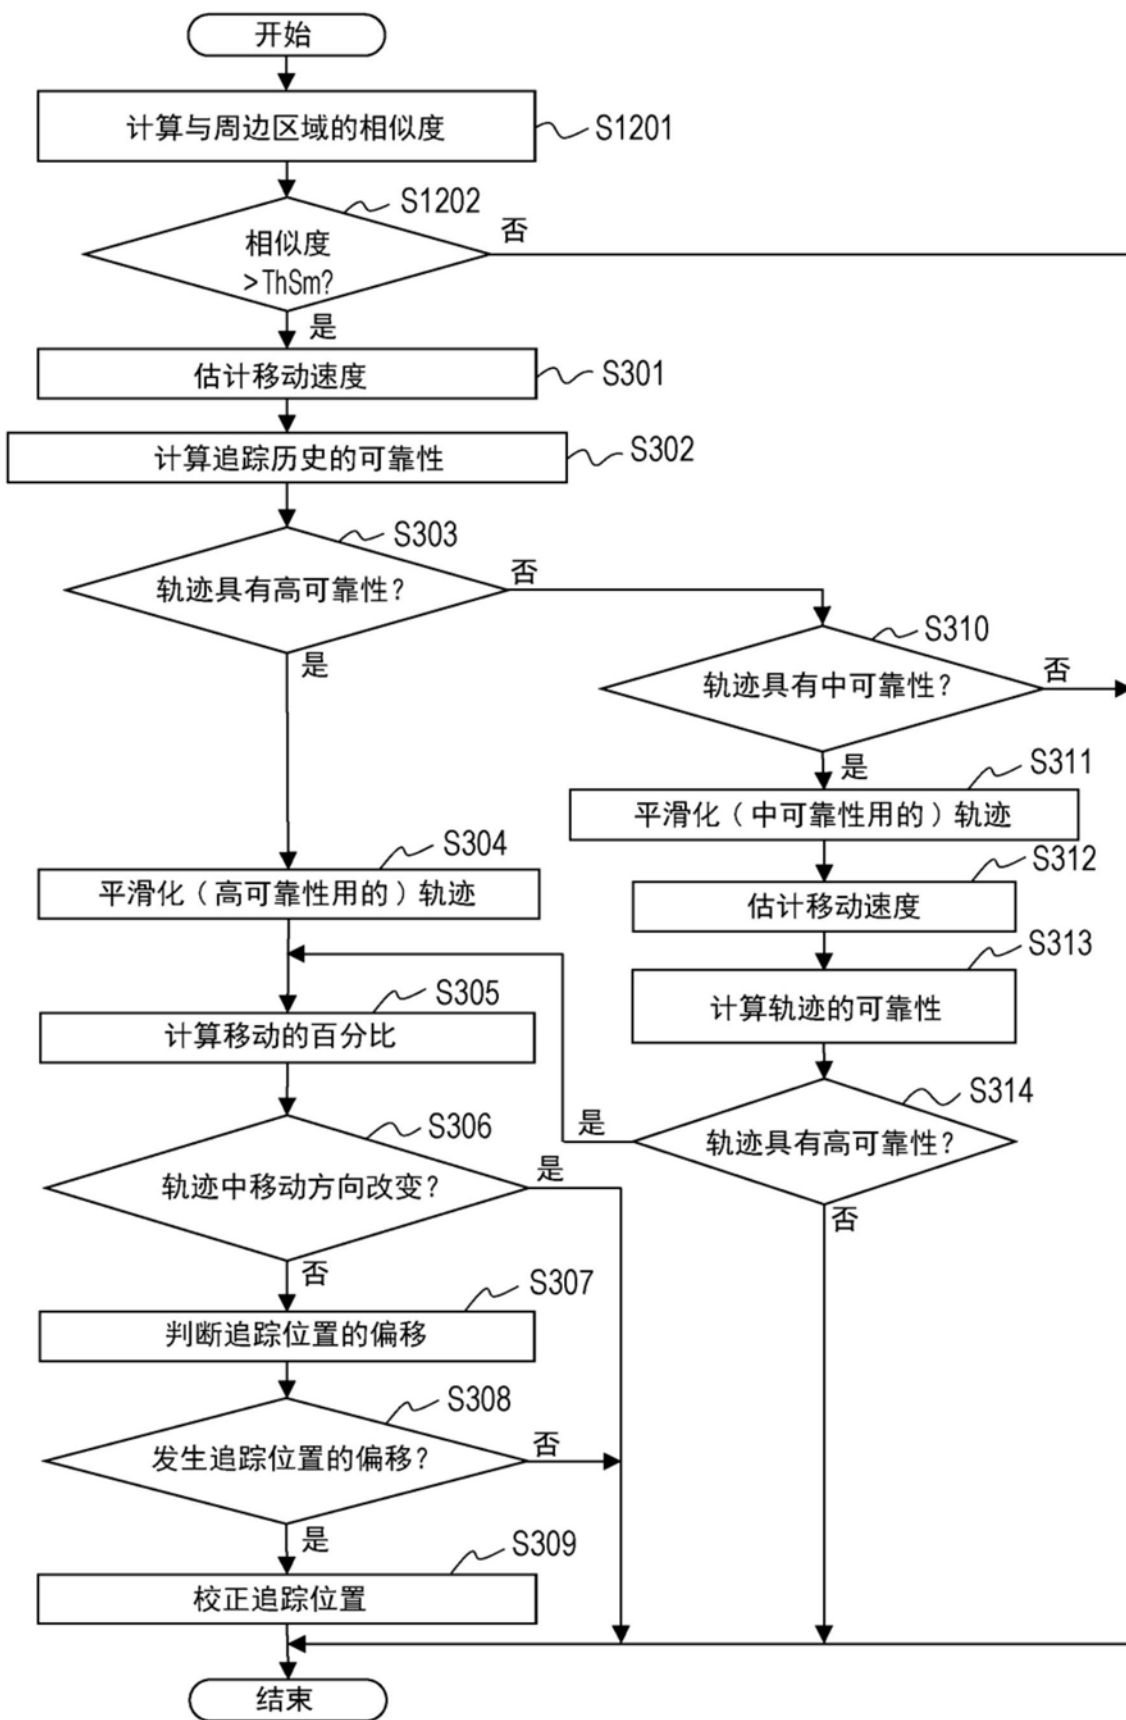 开始
计算与周边区域的相似度
S1201
S1202
相似度
>ThSm?
否
是
估计移动速度
S301
计算追踪历史的可靠性
S302
S303
轨迹具有高可靠性?
否
是
S310
轨迹具有中可靠性?
否
是
S311
平滑化(中可靠性用的)轨迹
S304
平滑化(高可靠性用的)轨迹
S312
估计移动速度
S313
计算轨迹的可靠性
S305
计算移动的百分比
S314
轨迹具有高可靠性?
是
否
S306
轨迹中移动方向改变?
是
否
S307
判断追踪位置的偏移
S308
发生追踪位置的偏移?
否
是
S309
校正追踪位置
结束